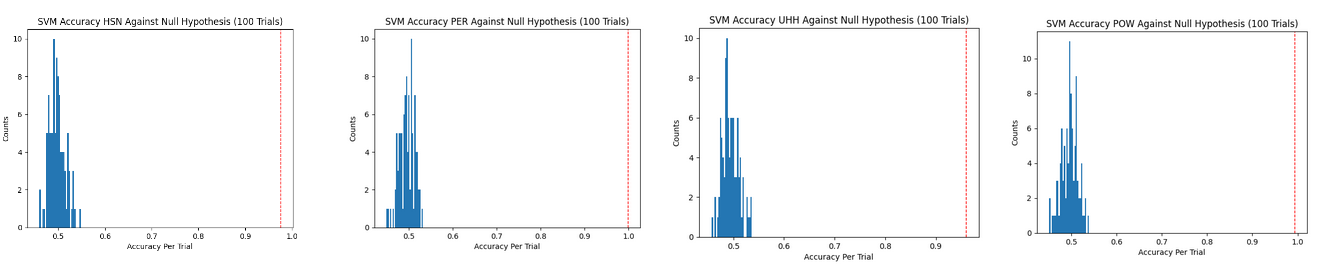 SVM Accuracy HSN Against Null Hypothesis (100 Trials)
10
8
6
4
2
0
Counts
0.5 0.6 0.7 0.8 0.9 1.0
Accuracy Per Trial
SVM Accuracy PER Against Null Hypothesis (100 Trials)
10
8
6
4
2
0
Counts
0.5 0.6 0.7 0.8 0.9 1.0
Accuracy Per Trial
SVM Accuracy UHH Against Null Hypothesis (100 Trials)
10
8
6
4
2
0
Counts
0.5 0.6 0.7 0.8 0.9
Accuracy Per Trial
SVM Accuracy POW Against Null Hypothesis (100 Trials)
10
8
6
4
2
0
Counts
0.5 0.6 0.7 0.8 0.9 1.0
Accuracy Per Trial